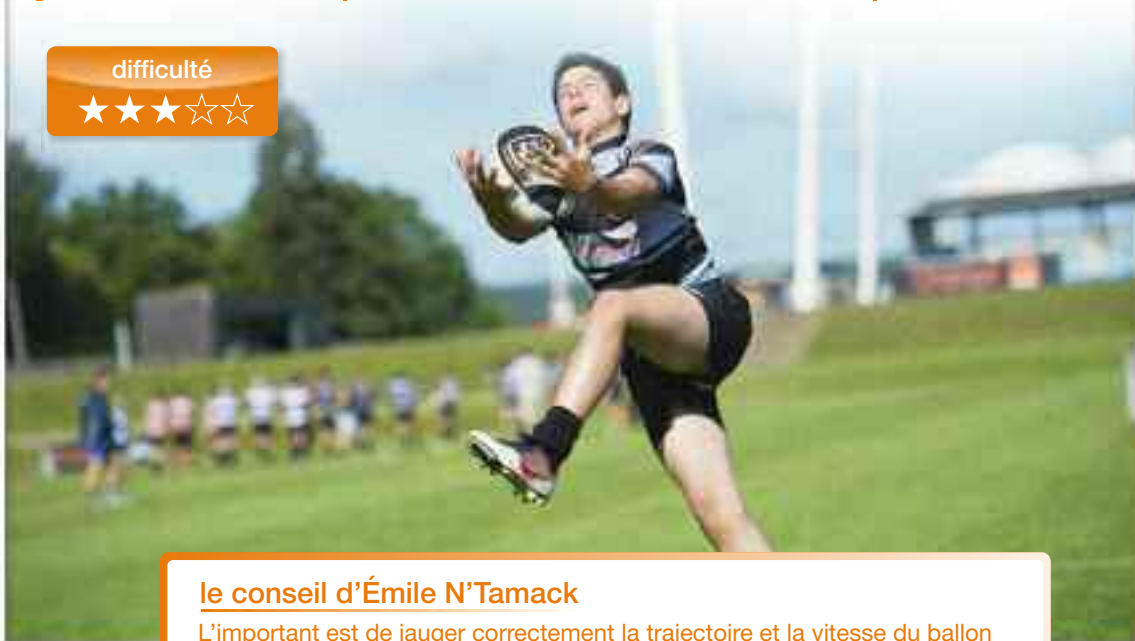 difficulté
le conseil d'Émile N'Tamack
L'important est de jauger correctement la trajectoire et la vitesse du ballon